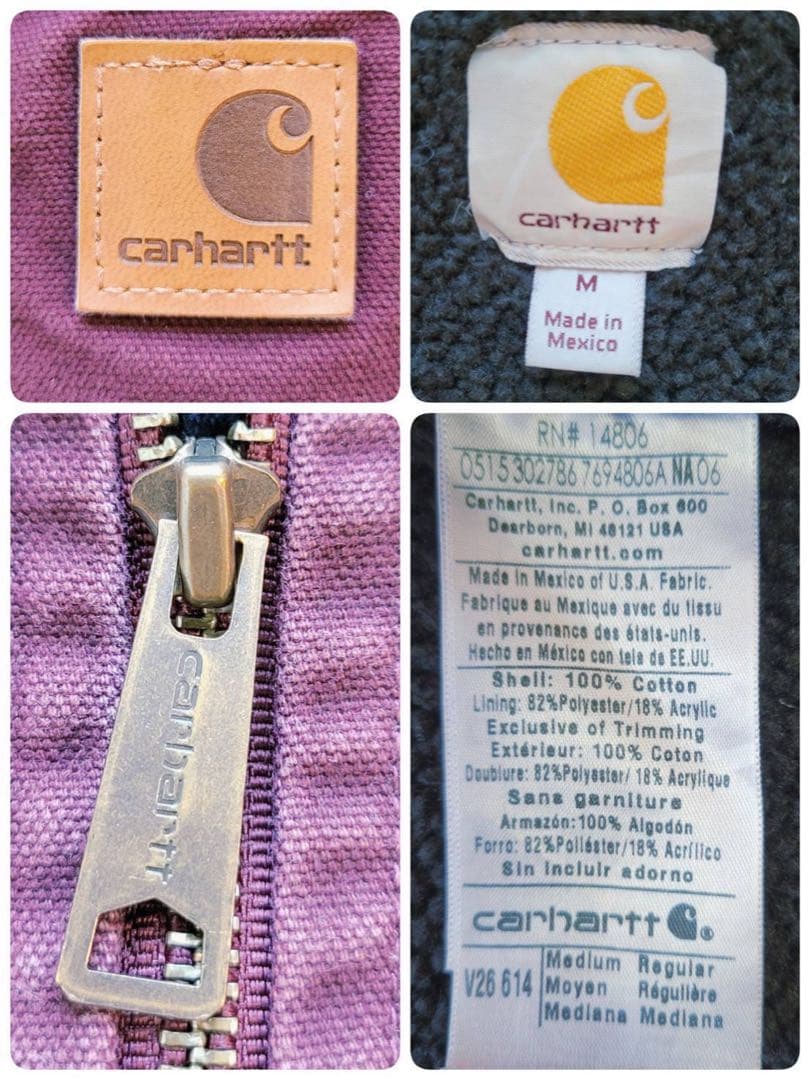 carhartt
carhartt
M
Made in
Mexico
carhartt
RN# 14806
0515302786 7694806A NA06
Carhartt, Inc. P. O. Box 600
Dearborn, MI 48121 USA
carhartt.com
Made in Mexico of U.S.A. Fabric.
Fabrique au Mexique avec du tissu
en provenance des états-unis.
Hecho en México con tela de EE.UU.
Shell: 100% Cotton
Lining: 82%Polyester/18% Acrylic
Exclusive of Trimming
Extérieur: 100% Coton
Doublure: 82%Polyester/ 18% Acrylique
Sans garniture
Armazón:100% Algodón
Forro: 82%Poliéster/18% Acrílico
Sin incluir adorno
carhartt ®
V26 614
Medium Regular
Moyen Régulière
Mediana Mediana